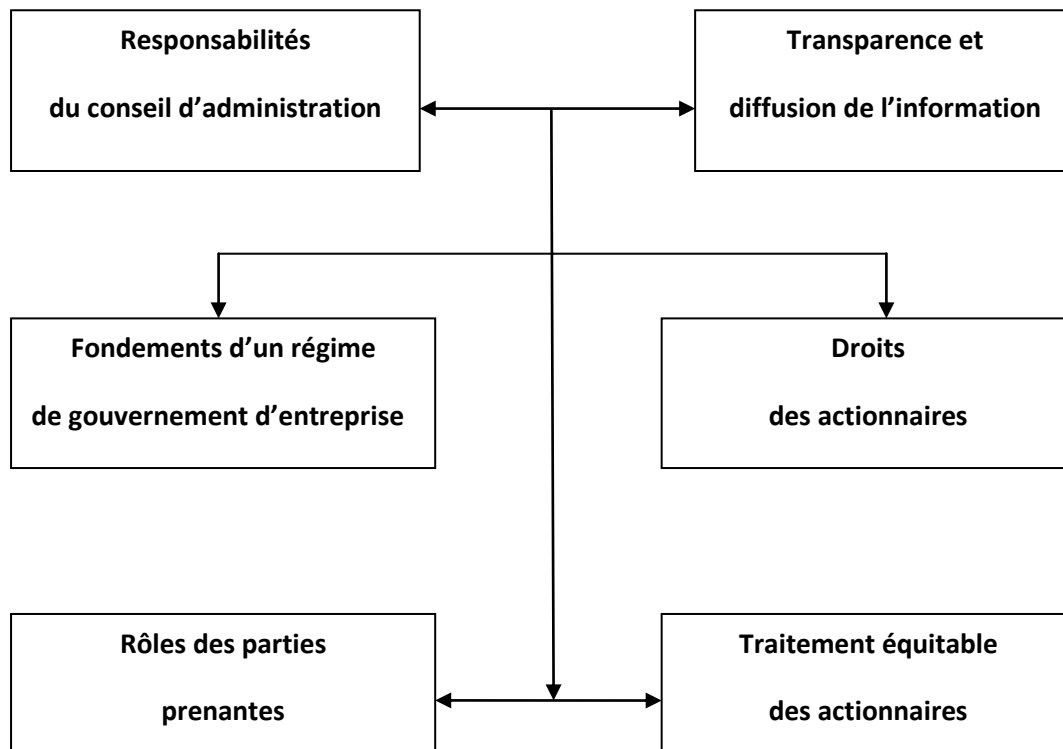 Responsabilités
du conseil d’administration
Transparence et
diffusion de l’information
Fondements d’un régime
de gouvernement d’entreprise
Droits
des actionnaires
Rôles des parties
prenantes
Traitement équitable
des actionnaires